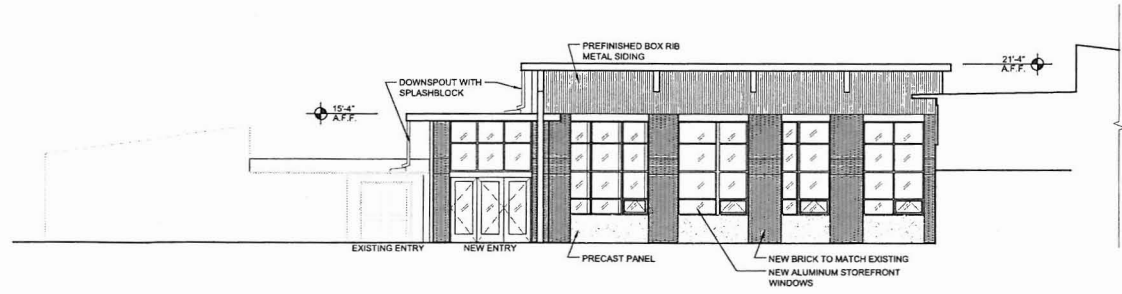 PREFINISHED BOX RIB
METAL SIDING
21'-4"
A.F.F.
DOWNSPOUT WITH
SPLASHBLOCK
15'-4"
A.F.F.
EXISTING ENTRY
NEW ENTRY
PRECAST PANEL
NEW BRICK TO MATCH EXISTING
NEW ALUMINUM STOREFRONT
WINDOWS